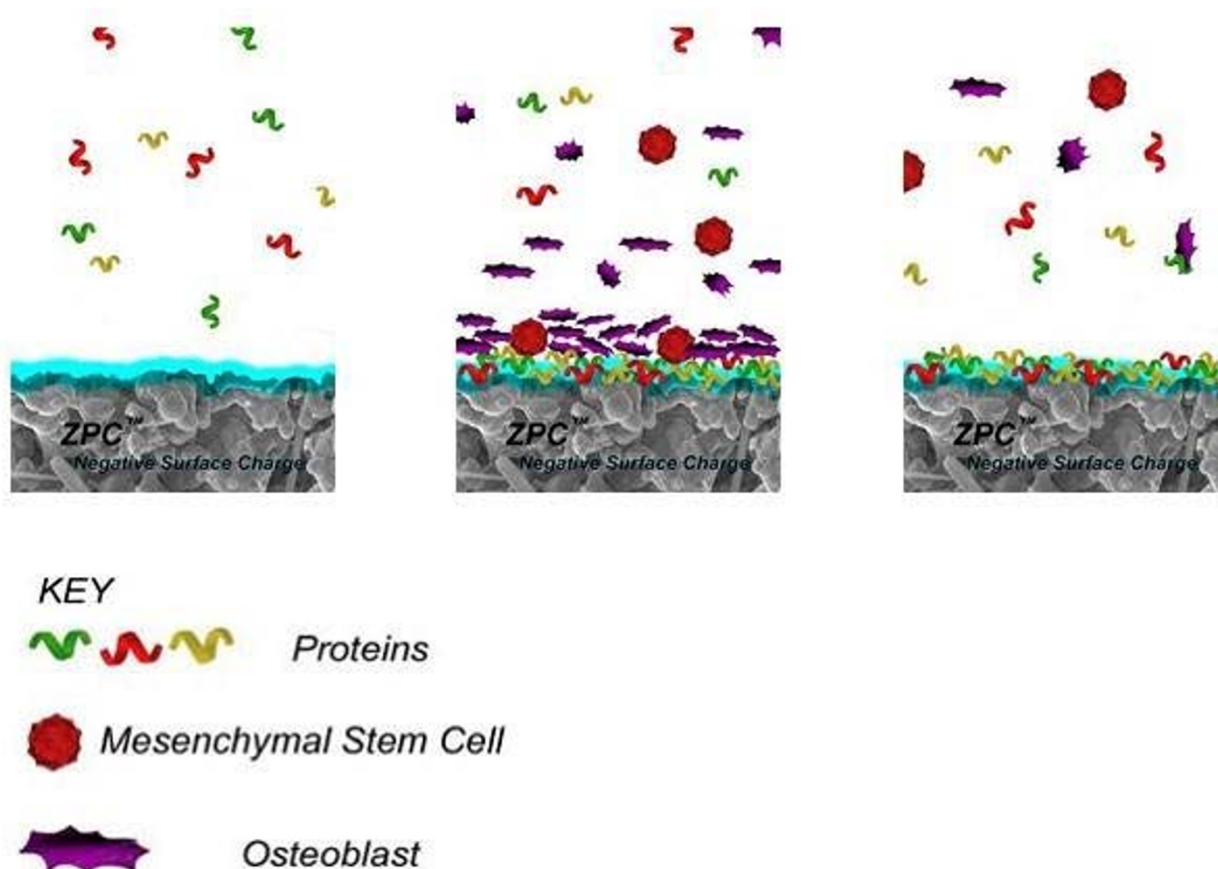 ZPC™
Negative Surface Charge
ZPC™
Negative Surface Charge
ZPC™
Negative Surface Charge
KEY
Proteins
Mesenchymal Stem Cell
Osteoblast